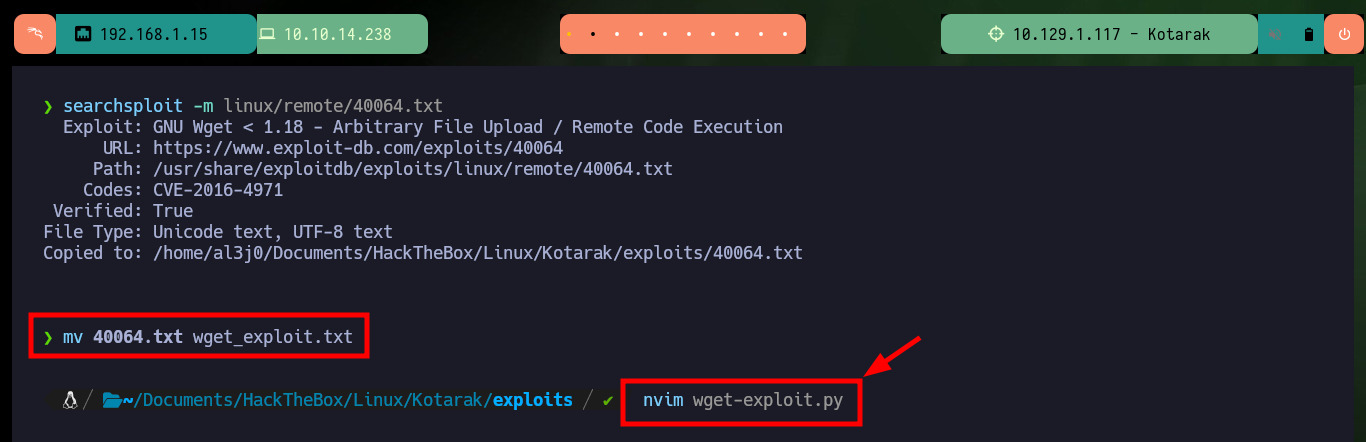 192.168.1.15 10.10.14.238 10.129.1.117 - Kotarak
❯ searchsploit -m linux/remote/40064.txt
Exploit: GNU Wget < 1.18 - Arbitrary File Upload / Remote Code Execution
URL: https://www.exploit-db.com/exploits/40064
Path: /usr/share/exploitdb/exploits/linux/remote/40064.txt
Codes: CVE-2016-4971
Verified: True
File Type: Unicode text, UTF-8 text
Copied to: /home/al3j0/Documents/HackTheBox/Linux/Kotarak/exploits/40064.txt
❯ mv 40064.txt wget_exploit.txt
/ ~/Documents/HackTheBox/Linux/Kotarak/exploits / ✔ nvim wget-exploit.py